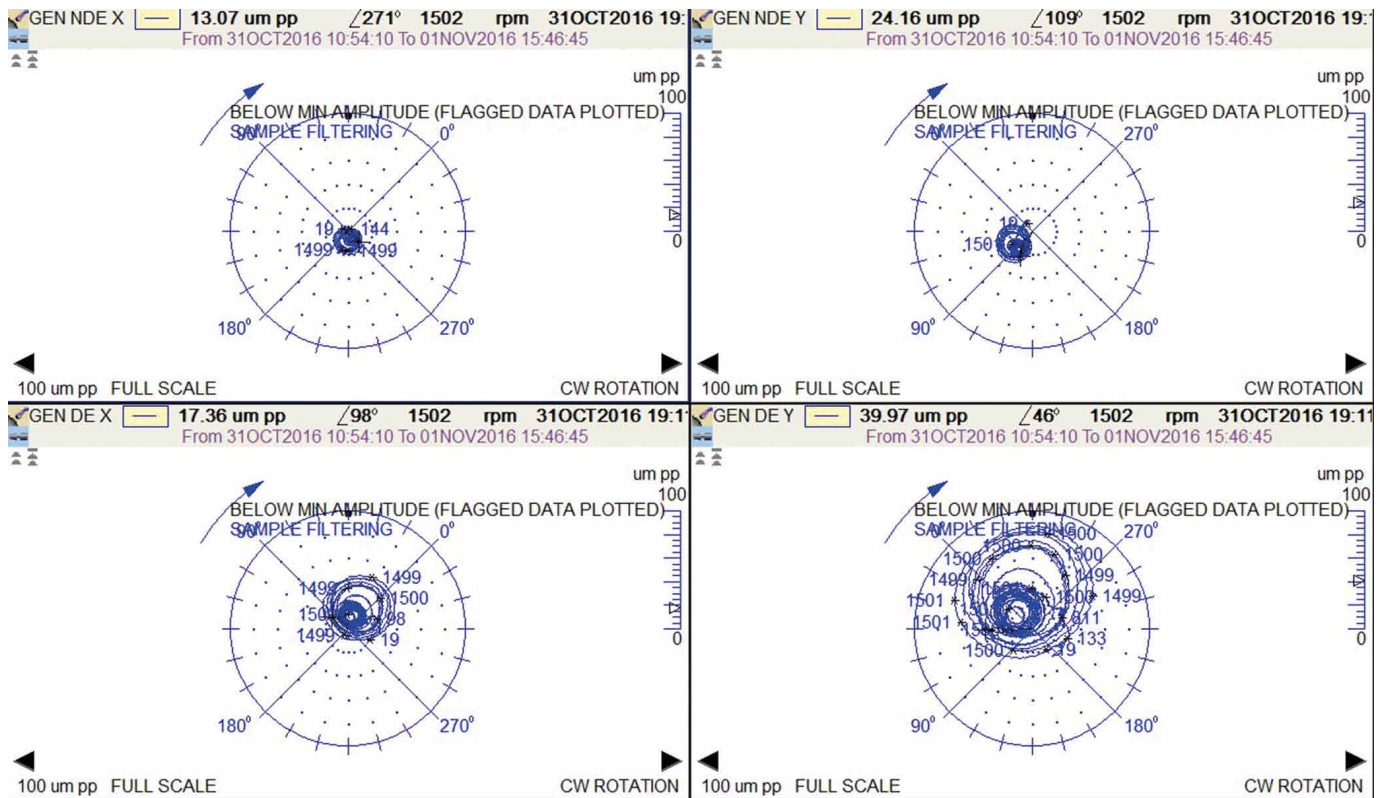 GEN NDE X 13.07 um pp ∠271° 1502 rpm 31OCT2016 19:
From 31OCT2016 10:54:10 To 01NOV2016 15:46:45
um pp
100
BELOW MIN AMPLITUDE (FLAGGED DATA PLOTTED)
SAMPLE FILTERING
90° 0°
19 144
0
1499 1499
180° 270°
100 um pp FULL SCALE CW ROTATION
GEN NDE Y 24.16 um pp ∠109° 1502 rpm 31OCT2016 19:1
From 31OCT2016 10:54:10 To 01NOV2016 15:46:45
um pp
100
BELOW MIN AMPLITUDE (FLAGGED DATA PLOTTED)
SAMPLE FILTERING
0° 270°
150
0
90° 180°
100 um pp FULL SCALE CW ROTATION
GEN DE X 17.36 um pp ∠98° 1502 rpm 31OCT2016 19:11
From 31OCT2016 10:54:10 To 01NOV2016 15:46:45
um pp
100
BELOW MIN AMPLITUDE (FLAGGED DATA PLOTTED)
SAMPLE FILTERING
90° 0°
1499 1499
1500
98
1499 19
0
180° 270°
100 um pp FULL SCALE CW ROTATION
GEN DE Y 39.97 um pp ∠46° 1502 rpm 31OCT2016 19:11
From 31OCT2016 10:54:10 To 01NOV2016 15:46:45
um pp
100
BELOW MIN AMPLITUDE (FLAGGED DATA PLOTTED)
SAMPLE FILTERING
0° 270°
1500 1500
1500 1500
1499 1499
1500 1499
1501
1501
133
1500 19
0
90° 180°
100 um pp FULL SCALE CW ROTATION